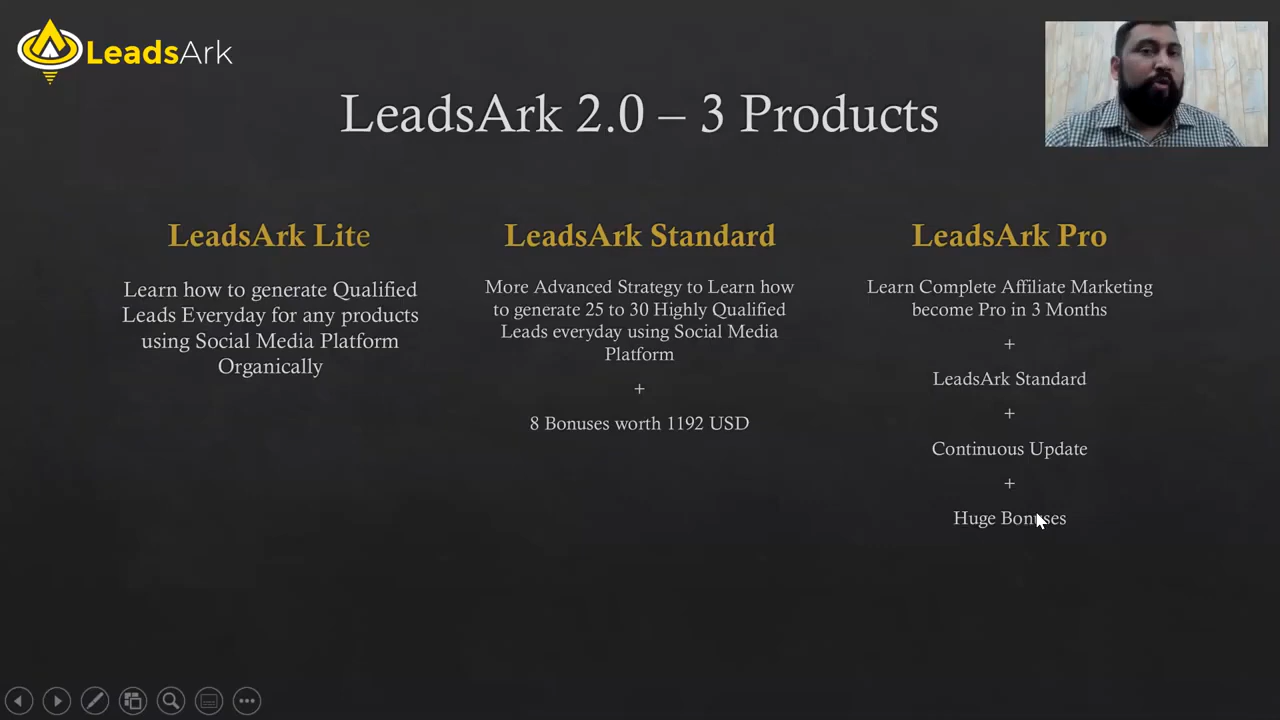 LeadsArk
LeadsArk 2.0 – 3 Products
LeadsArk Lite
Learn how to generate Qualified
Leads Everyday for any products
using Social Media Platform
Organically
LeadsArk Standard
More Advanced Strategy to Learn how
to generate 25 to 30 Highly Qualified
Leads everyday using Social Media
Platform
+
8 Bonuses worth 1192 USD
LeadsArk Pro
Learn Complete Affiliate Marketing
become Pro in 3 Months
+
LeadsArk Standard
+
Continuous Update
+
Huge Bonuses